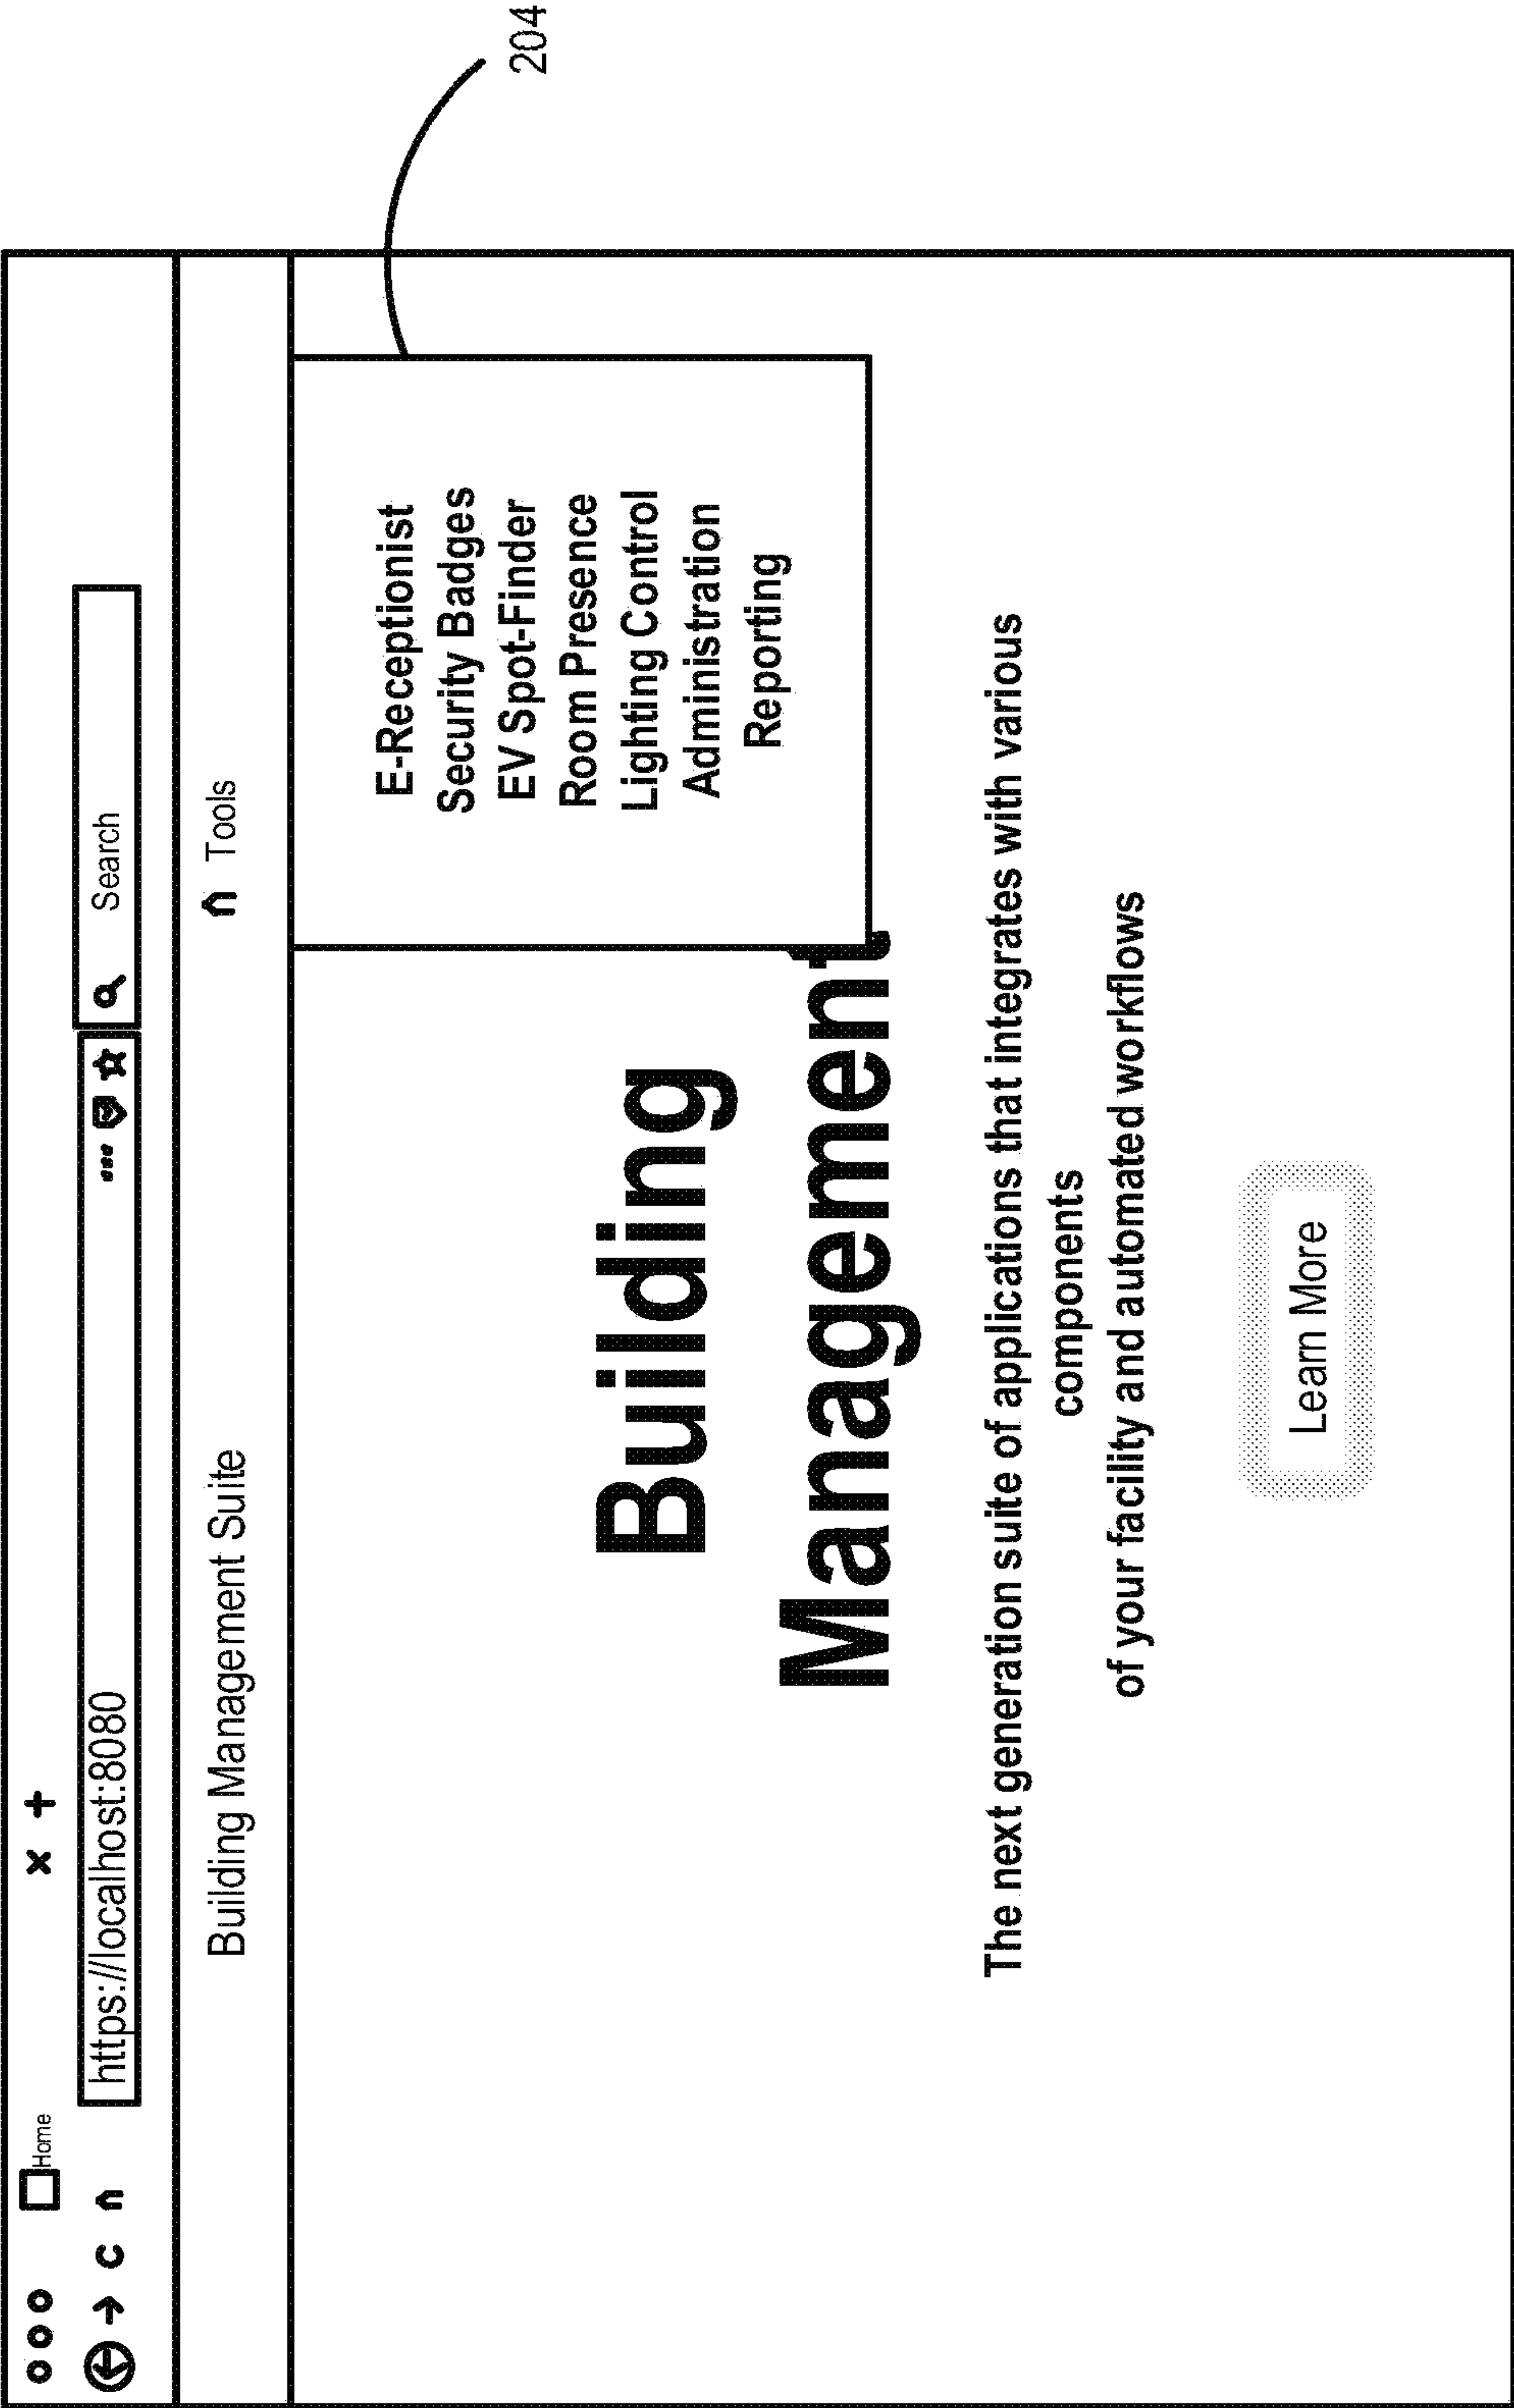 Home
https://localhost:8080
Search
Building Management Suite
Tools
204
E-Receptionist
Security Badges
EV Spot-Finder
Room Presence
Lighting Control
Administration
Reporting
Building
Management
The next generation suite of applications that integrates with various
components
of your facility and automated workflows
Learn More